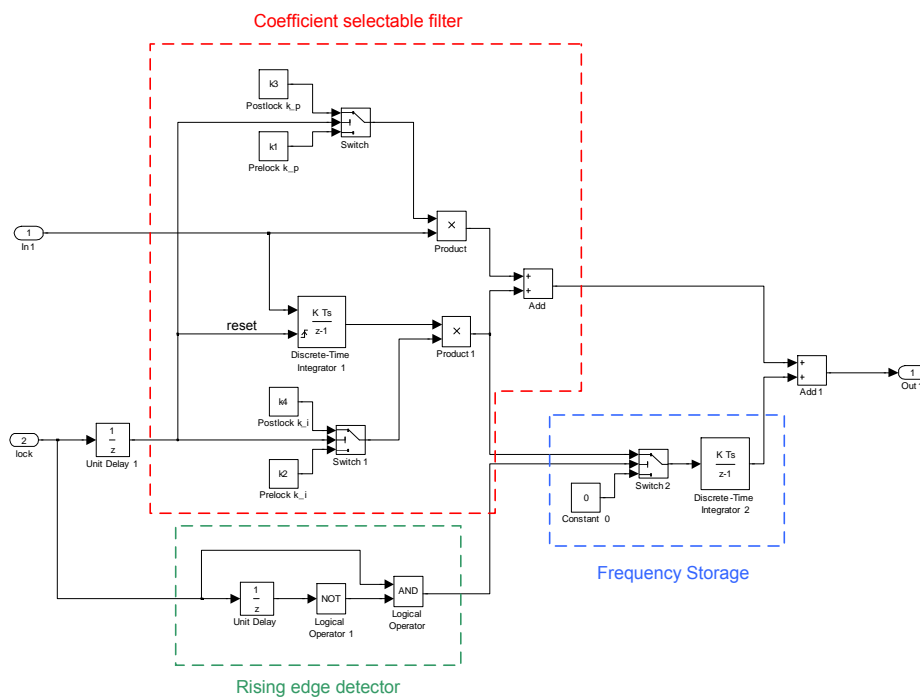 Coefficient selectable filter
k3
Postlock k_p
Switch
k1
Prelock k_p
1
In1
×
Product
+
+
Add
K Ts
z-1
reset
Discrete-Time
Integrator 1
×
Product 1
+
+
Add 1
1
Out 1
k4
Postlock k_i
Switch 1
k2
Prelock k_i
2
lock
1
z
Unit Delay 1
Switch 2
0
Constant 0
K Ts
z-1
Discrete-Time
Integrator 2
Frequency Storage
1
z
Unit Delay
NOT
Logical
Operator 1
AND
Logical
Operator
Rising edge detector